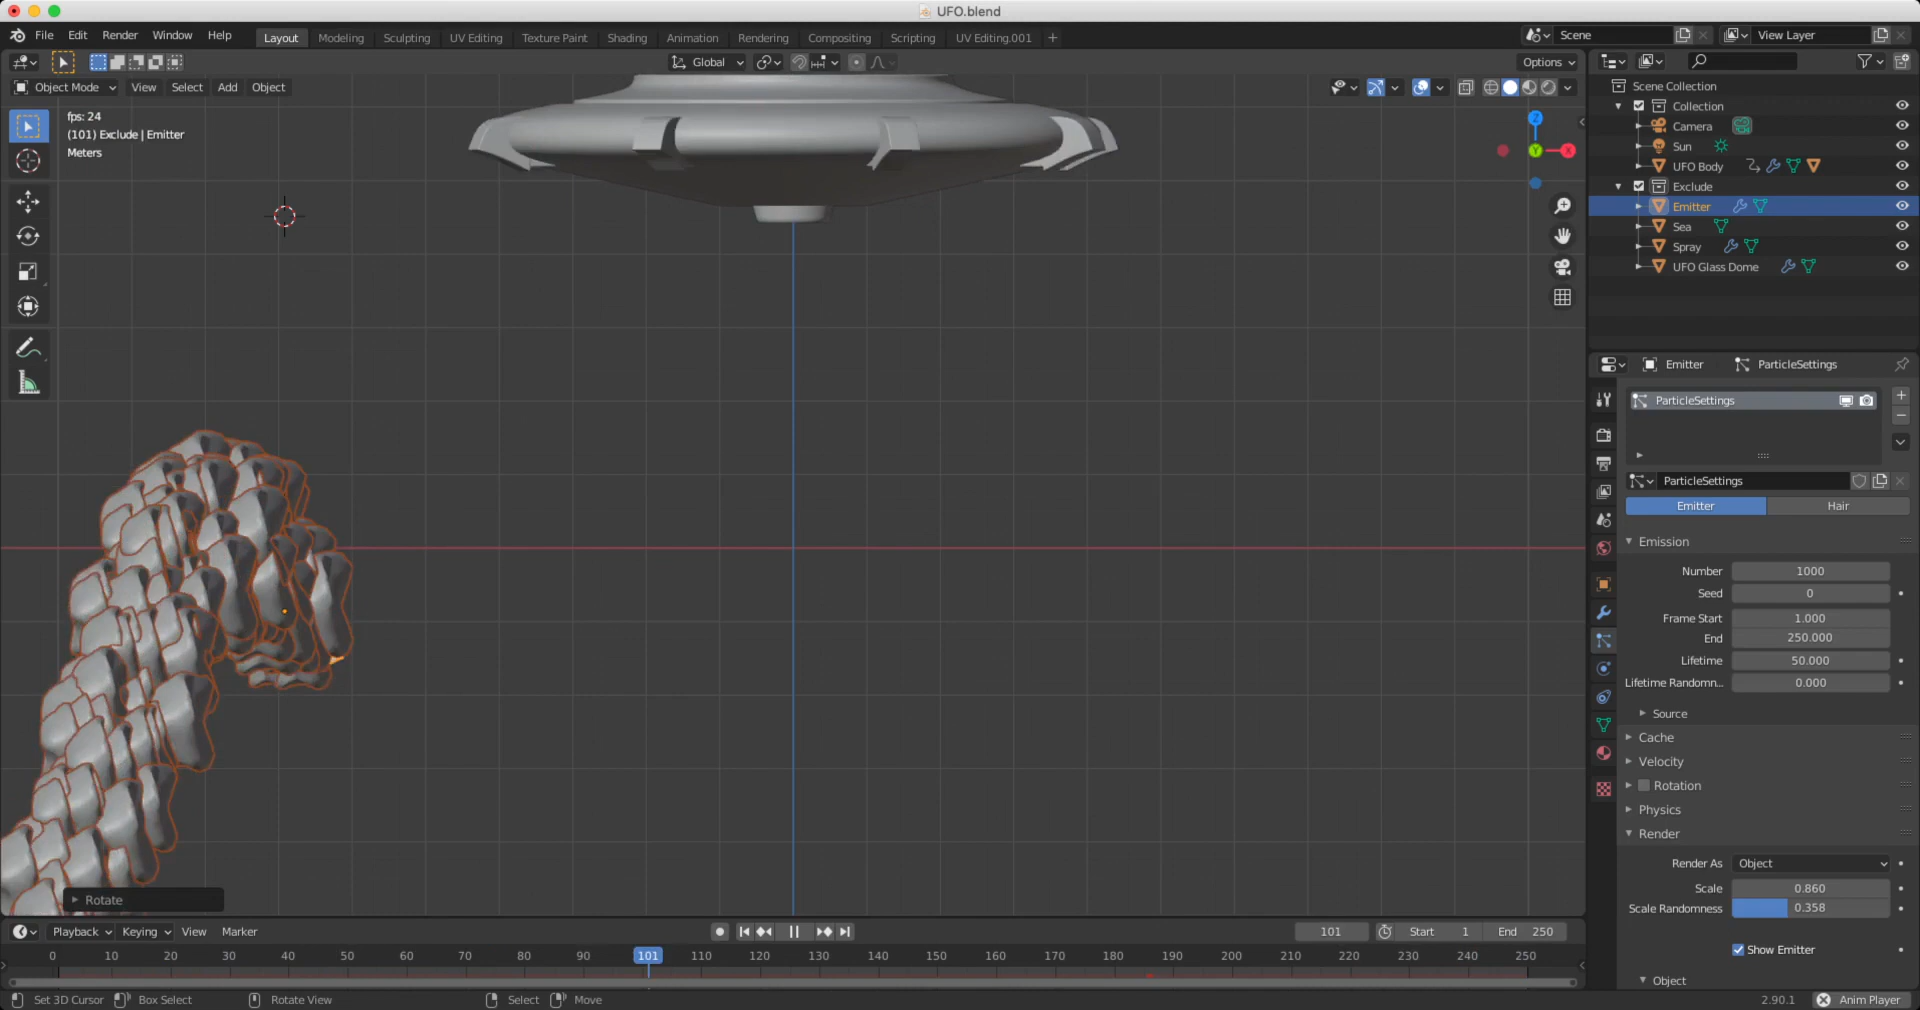 UFO.blend
File Edit Render Window Help Layout Modeling Sculpting UV Editing Texture Paint Shading Animation Rendering Compositing Scripting UV Editing.001 + Scene View Layer
Global Options
Object Mode View Select Add Object
fps: 24
(101) Exclude | Emitter
Meters
Z
Y
X
Scene Collection
Collection
Camera
Sun
UFO Body
Exclude
Emitter
Sea
Spray
UFO Glass Dome
Emitter ParticleSettings
ParticleSettings
ParticleSettings
Emitter Hair
Emission
Number 1000
Seed 0
Frame Start 1.000
End 250.000
Lifetime 50.000
Lifetime Randomn... 0.000
Source
Cache
Velocity
Rotation
Physics
Render
Render As Object
Scale 0.860
Scale Randomness 0.358
Show Emitter
Object
Rotate
Playback Keying View Marker 101 Start 1 End 250
0 10 20 30 40 50 60 70 80 90 101 110 120 130 140 150 160 170 180 190 200 210 220 230 240 250
Set 3D Cursor Box Select Rotate View Select Move 2.90.1 Anim Player